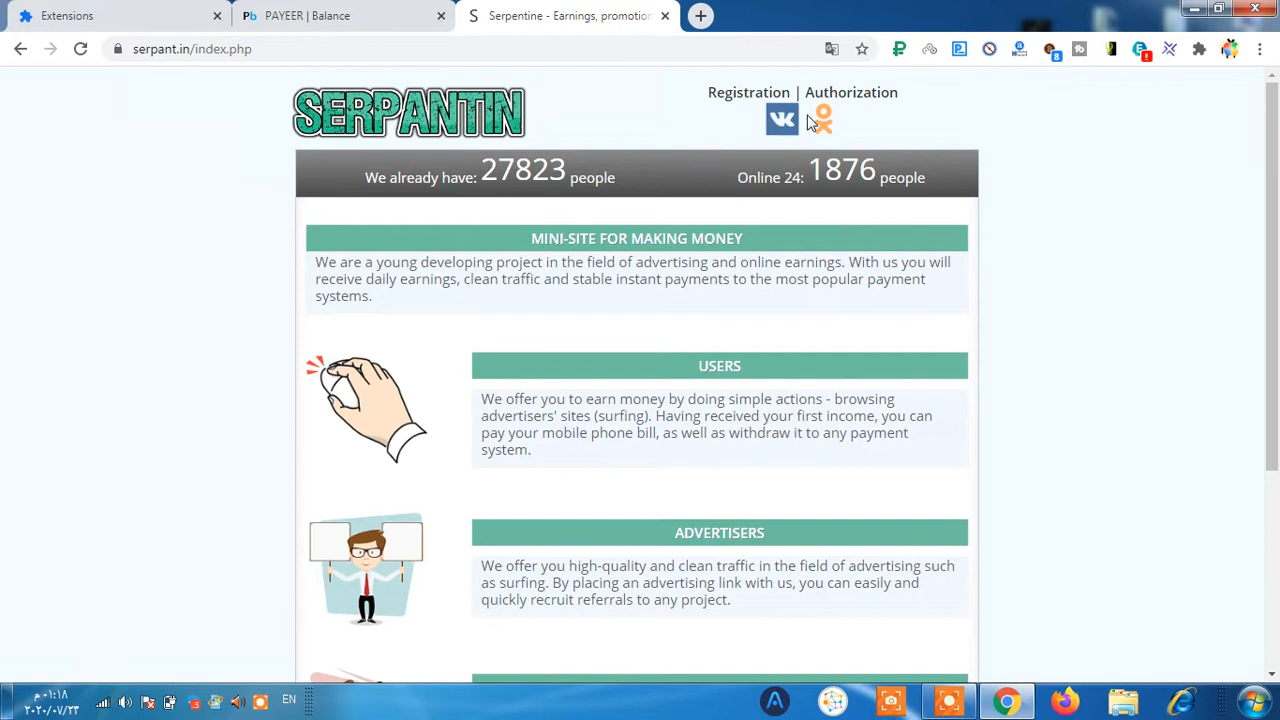 Extensions
PAYEER | Balance
Serpentine - Earnings, promotion
serpant.in/index.php
SERPANTIN
Registration | Authorization
We already have: 27823 people
Online 24: 1876 people
MINI-SITE FOR MAKING MONEY
We are a young developing project in the field of advertising and online earnings. With us you will
receive daily earnings, clean traffic and stable instant payments to the most popular payment
systems.
USERS
We offer you to earn money by doing simple actions - browsing
advertisers' sites (surfing). Having received your first income, you can
pay your mobile phone bill, as well as withdraw it to any payment
system.
ADVERTISERS
We offer you high-quality and clean traffic in the field of advertising such
as surfing. By placing an advertising link with us, you can easily and
quickly recruit referrals to any project.
EN
٠١:١٨ م
٢٠٢٠/٠٧/٢٣